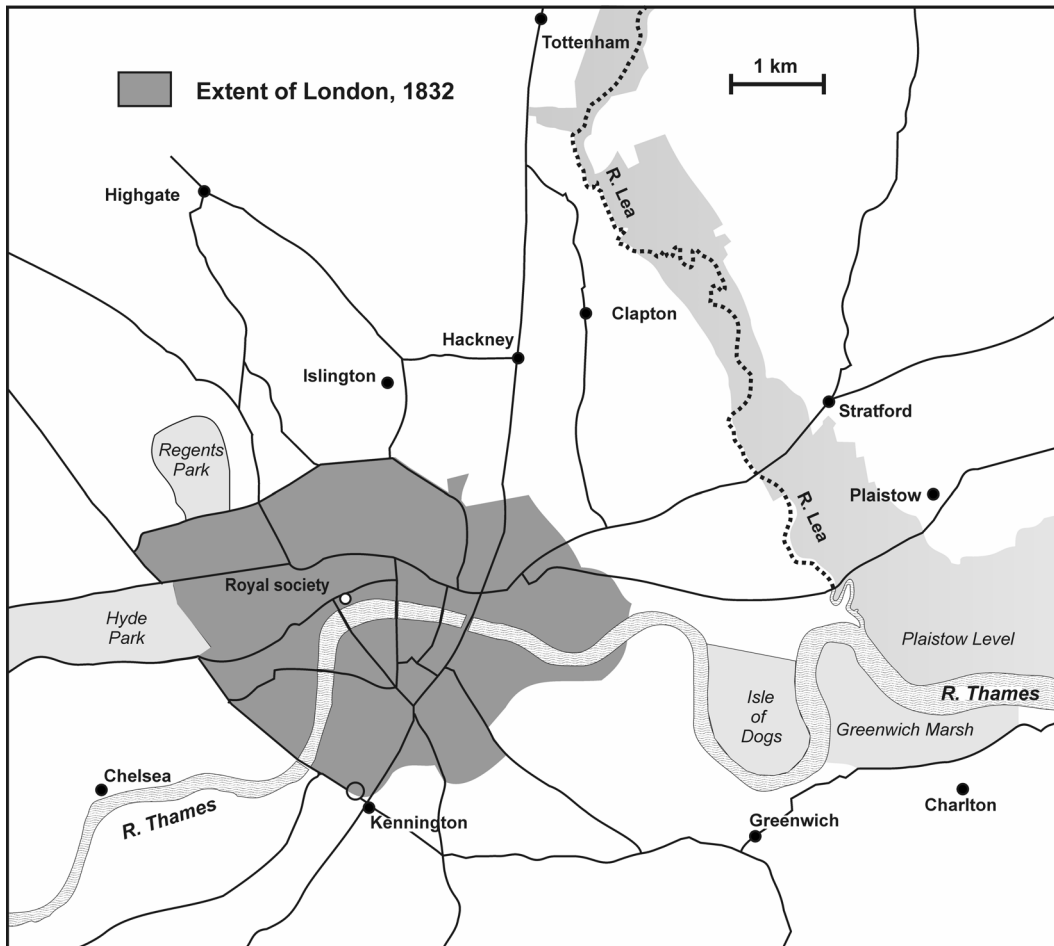 Tottenham
1 km
Extent of London, 1832
Highgate
R. Lea
Clapton
Hackney
Islington
Stratford
Regents
Park
Plaistow
R. Lea
Royal society
Hyde
Park
Plaistow Level
R. Thames
Isle
of
Dogs
Greenwich Marsh
Chelsea
R. Thames
Kennington
Greenwich
Charlton